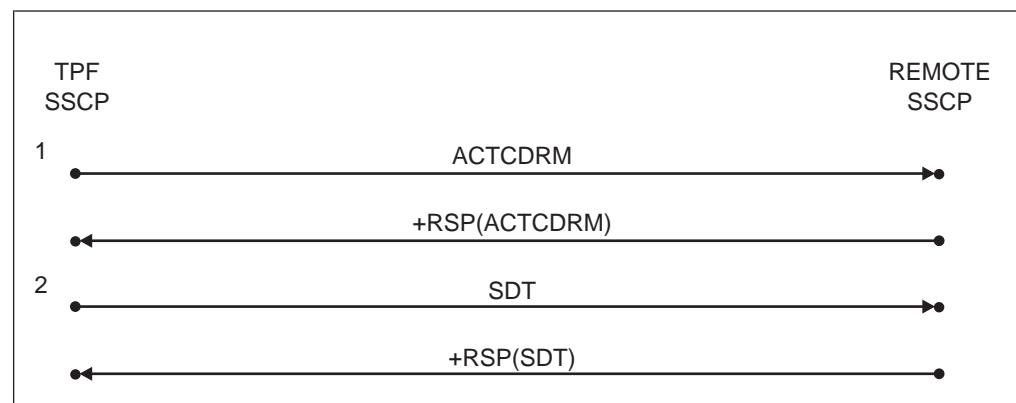 TPF
SSCP
REMOTE
SSCP
1
ACTCDRM
+RSP(ACTCDRM)
2
SDT
+RSP(SDT)